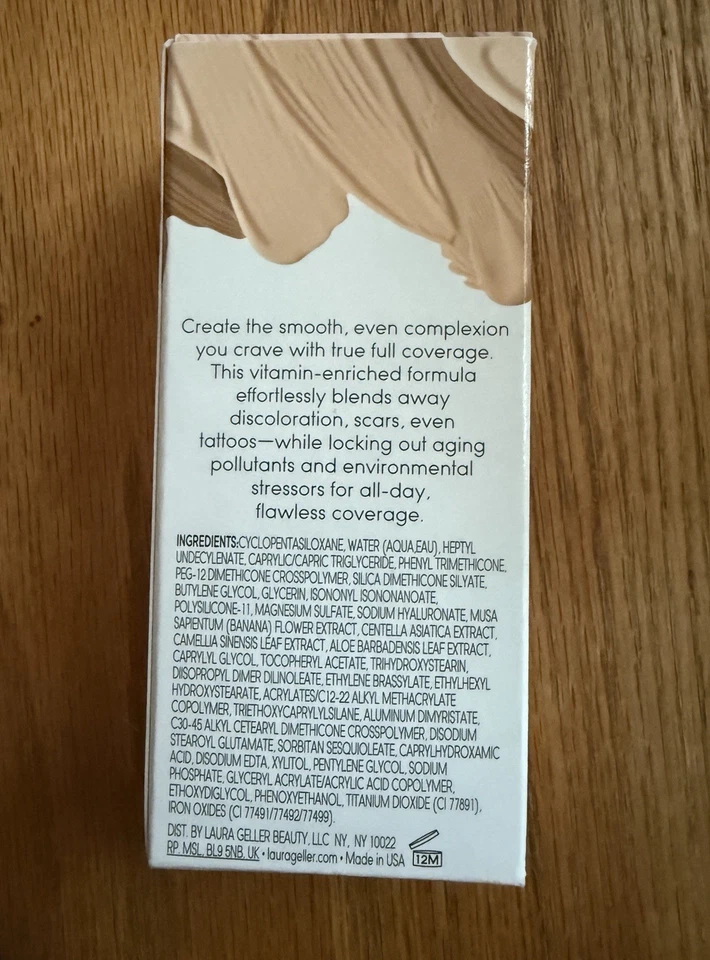 Create the smooth, even complexion
you crave with true full coverage.
This vitamin-enriched formula
effortlessly blends away
discoloration, scars, even
tattoos—while locking out aging
pollutants and environmental
stressors for all-day,
flawless coverage.
INGREDIENTS:CYCLOPENTASILOXANE, WATER (AQUA,EAU), HEPTYL
UNDECYLENATE, CAPRYLIC/CAPRIC TRIGLYCERIDE, PHENYL TRIMETHICONE,
PEG-12 DIMETHICONE CROSSPOLYMER, SILICA DIMETHICONE SILYATE,
BUTYLENE GLYCOL, GLYCERIN, ISONONYL ISONONANOATE,
POLYSILICONE-11, MAGNESIUM SULFATE, SODIUM HYALURONATE, MUSA
SAPIENTUM (BANANA) FLOWER EXTRACT, CENTELLA ASIATICA EXTRACT,
CAMELLIA SINENSIS LEAF EXTRACT, ALOE BARBADENSIS LEAF EXTRACT,
CAPRYLYL GLYCOL, TOCOPHERYL ACETATE, TRIHYDROXYSTEARIN,
DIISOPROPYL DIMER DILINOLEATE, ETHYLENE BRASSYLATE, ETHYLHEXYL
HYDROXYSTEARATE, ACRYLATES/C12-22 ALKYL METHACRYLATE
COPOLYMER, TRIETHOXYCAPRYLYLSILANE, ALUMINUM DIMYRISTATE,
C30-45 ALKYL CETEARYL DIMETHICONE CROSSPOLYMER, DISODIUM
STEAROYL GLUTAMATE, SORBITAN SESQUIOLEATE, CAPRYLHYDROXAMIC
ACID, DISODIUM EDTA, XYLITOL, PENTYLENE GLYCOL, SODIUM
PHOSPHATE, GLYCERYL ACRYLATE/ACRYLIC ACID COPOLYMER,
ETHOXYDIGLYCOL, PHENOXYETHANOL, TITANIUM DIOXIDE (CI 77891),
IRON OXIDES (CI 77491/77492/77499).
DIST. BY LAURA GELLER BEAUTY, LLC NY, NY 10022
RP. MSL. BL9 5NB. UK • laurageller.com • Made in USA
12M